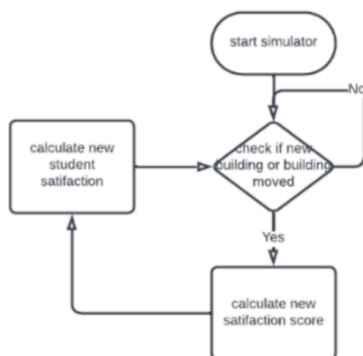 start simulator
No
calculate new
student
satifaction
check if new
building or building
moved
Yes
calculate new
satifaction score